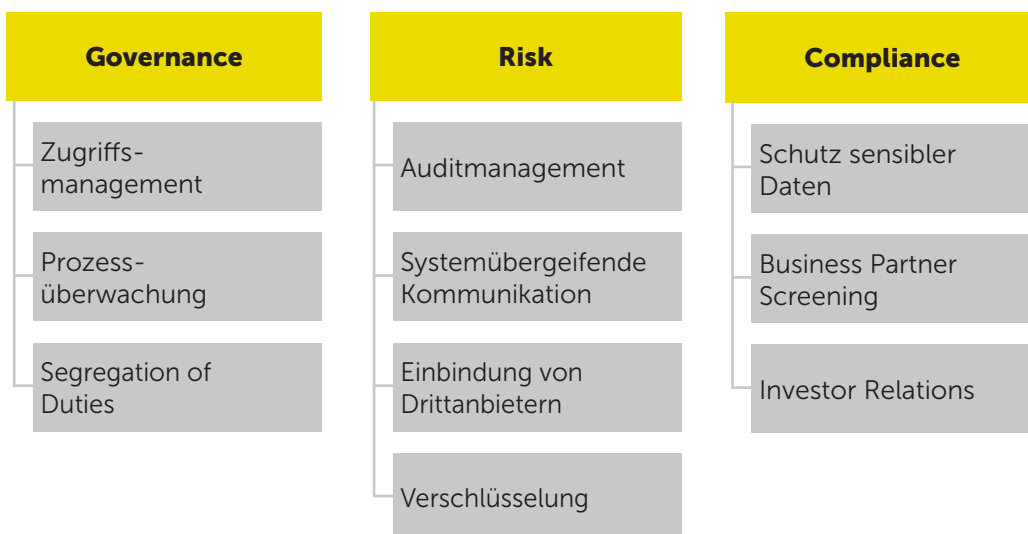 Governance
Zugriffs-
management
Prozess-
überwachung
Segregation of
Duties
Risk
Auditmanagement
Systemübergeifende
Kommunikation
Einbindung von
Drittanbietern
Verschlüsselung
Compliance
Schutz sensibler
Daten
Business Partner
Screening
Investor Relations